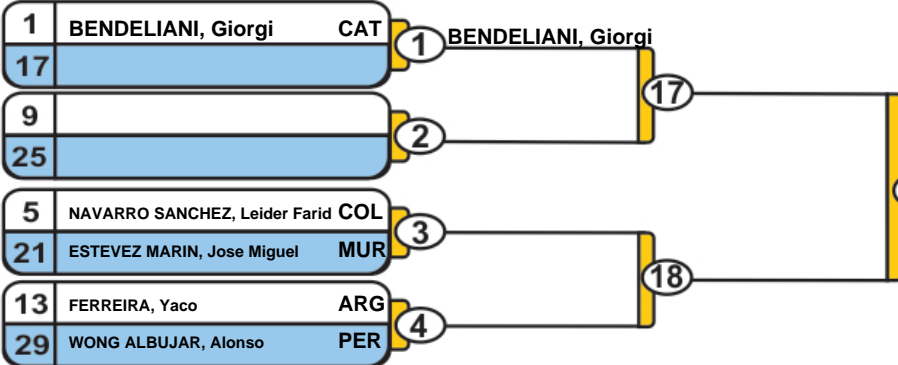 1 BENDELIANI, Giorgi CAT
17
1 BENDELIANI, Giorgi
9
25
2
17
5 NAVARRO SANCHEZ, Leider Farid COL
21 ESTEVEZ MARIN, Jose Miguel MUR
3
13 FERREIRA, Yaco ARG
29 WONG ALBUJAR, Alonso PER
4
18